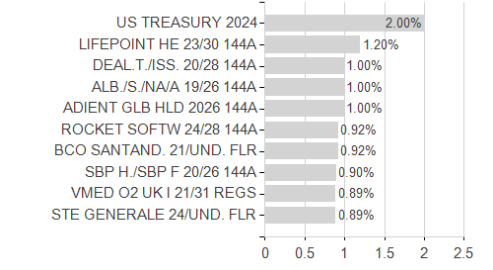 US TREASURY 2024 2.00%
LIFEPOINT HE 23/30 144A 1.20%
DEAL.T./ISS. 20/28 144A 1.00%
ALB./S./NA/A 19/26 144A 1.00%
ADIENT GLB HLD 2026 144A 1.00%
ROCKET SOFTW 24/28 144A 0.92%
BCO SANTAND. 21/UND. FLR 0.92%
SBP H./SBP F 20/26 144A 0.90%
VMED O2 UK I 21/31 REGS 0.89%
STE GENERALE 24/UND. FLR 0.89%
0 0.5 1 1.5 2 2.5